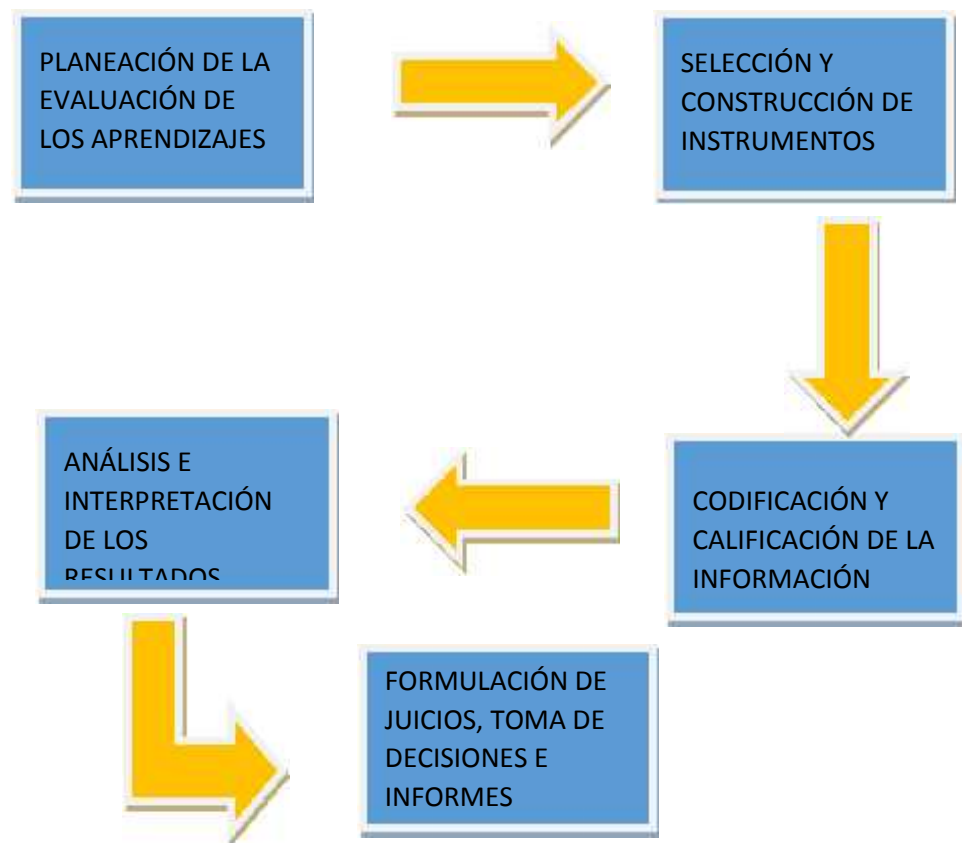 PLANEACIÓN DE LA
EVALUACIÓN DE
LOS APRENDIZAJES
SELECCIÓN Y
CONSTRUCCIÓN DE
INSTRUMENTOS
CODIFICACIÓN Y
CALIFICACIÓN DE LA
INFORMACIÓN
ANÁLISIS E
INTERPRETACIÓN
DE LOS
RESULTADOS
FORMULACIÓN DE
JUICIOS, TOMA DE
DECISIONES E
INFORMES